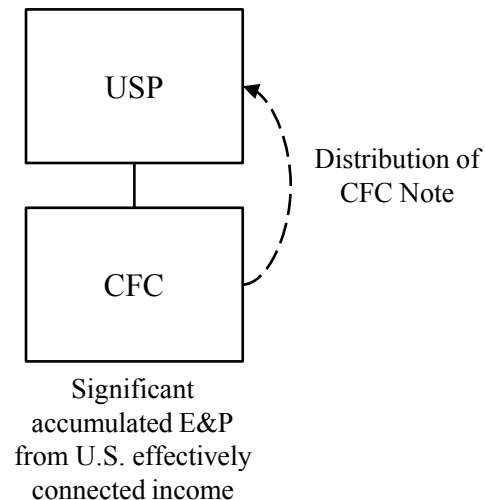 USP
Distribution of
CFC Note
CFC
Significant
accumulated E&P
from U.S. effectively
connected income